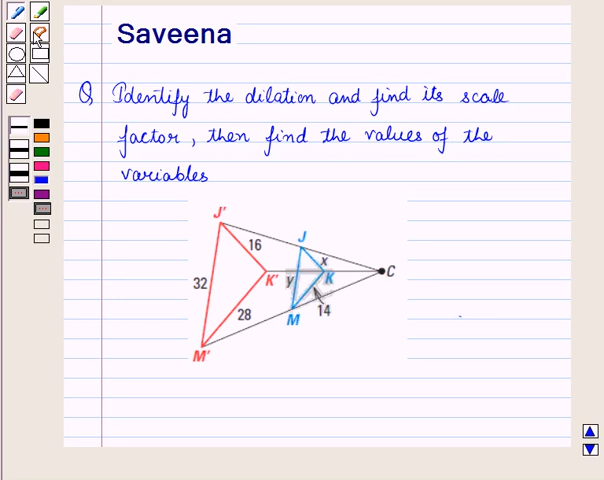 Saveena
Q Identify the dilation and find its scale
factor, then find the values of the
variables
J'
16
J
x
C
32
K'
y
K
28
14
M
M'